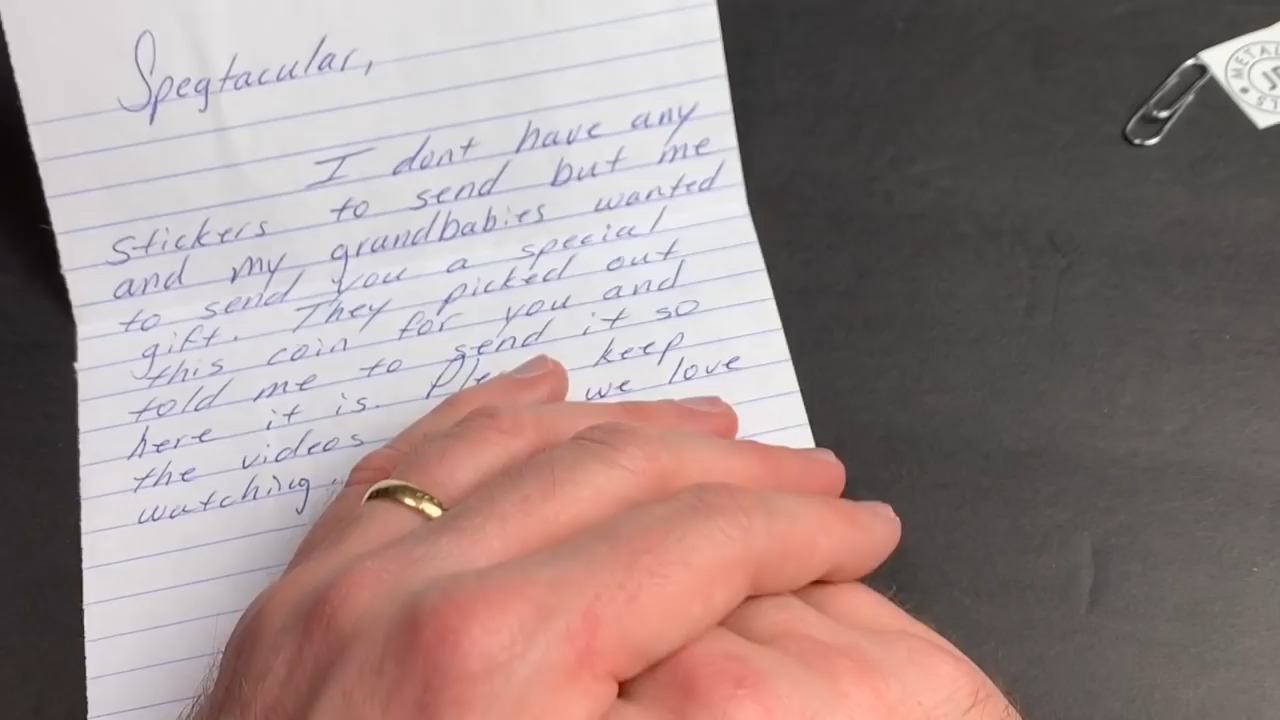 Spegtacular,
I dont have any
stickers to send but me
and my grandbabies wanted
to send you a special
gift. They picked out
this coin for you and
told me to send it so
here it is. keep
the videos we love
watching.
METAL